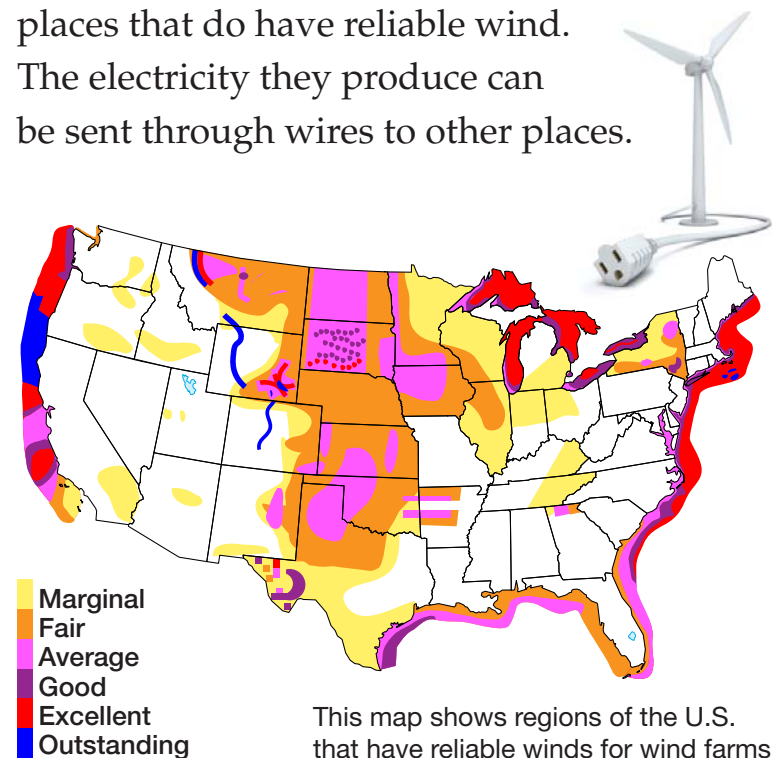 places that do have reliable wind.
The electricity they produce can
be sent through wires to other places.
Marginal
Fair
Average
Good
Excellent
Outstanding
This map shows regions of the U.S.
that have reliable winds for wind farms